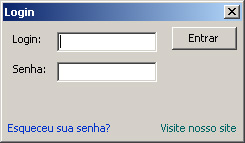 Login
Login:
Entrar
Senha:
Esqueceu sua senha?
Visite nosso site